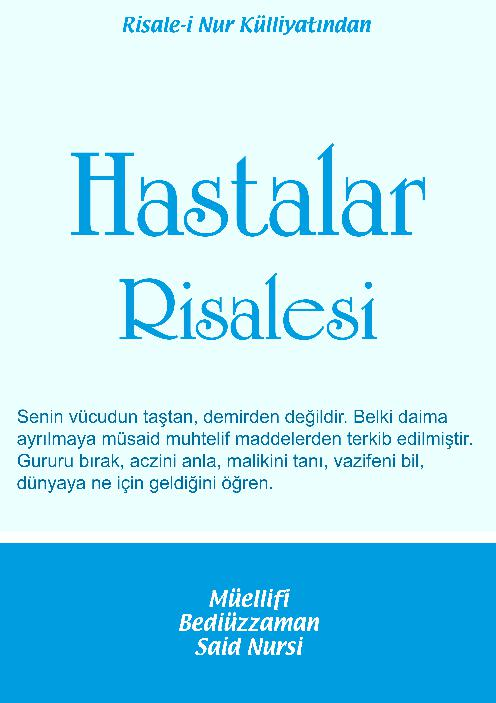 Risale-i Nur Külliyatından
Hastalar
Risalesi
Senin vücudun taştan, demirden değildir. Belki daima
ayrılmaya müsaid muhtelif maddelerden terkib edilmiştir.
Gururu bırak, aczini anla, malikini tanı, vazifeni bil,
dünyaya ne için geldiğini öğren.
Müellifi
Bediüzzaman
Said Nursi